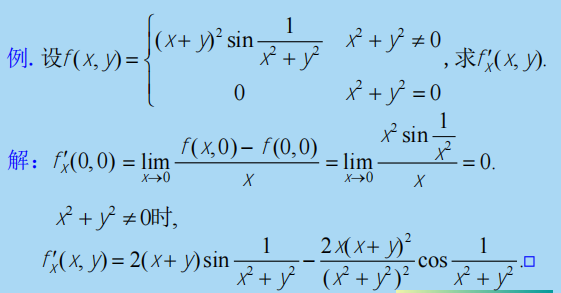 例. 设f(x, y) = { (x+y)² sin 1/(x²+y²)  x²+y² ≠ 0 ; 0  x²+y² = 0 , 求f′ₓ(x, y).
解：f′ₓ(0,0) = lim_{x→0} (f(x,0) − f(0,0))/x = lim_{x→0} (x² sin 1/x²)/x = 0.
x²+y² ≠ 0时,
f′ₓ(x, y) = 2(x+y)sin 1/(x²+y²) − 2x(x+y)²/(x²+y²)² cos 1/(x²+y²).□